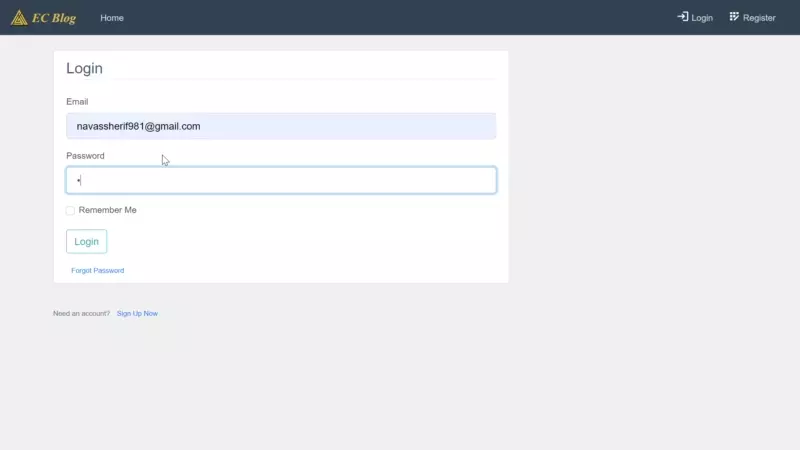 EC Blog Home Login Register
Login
Email
navassherif981@gmail.com
Password
Remember Me
Login
Forgot Password
Need an account? Sign Up Now